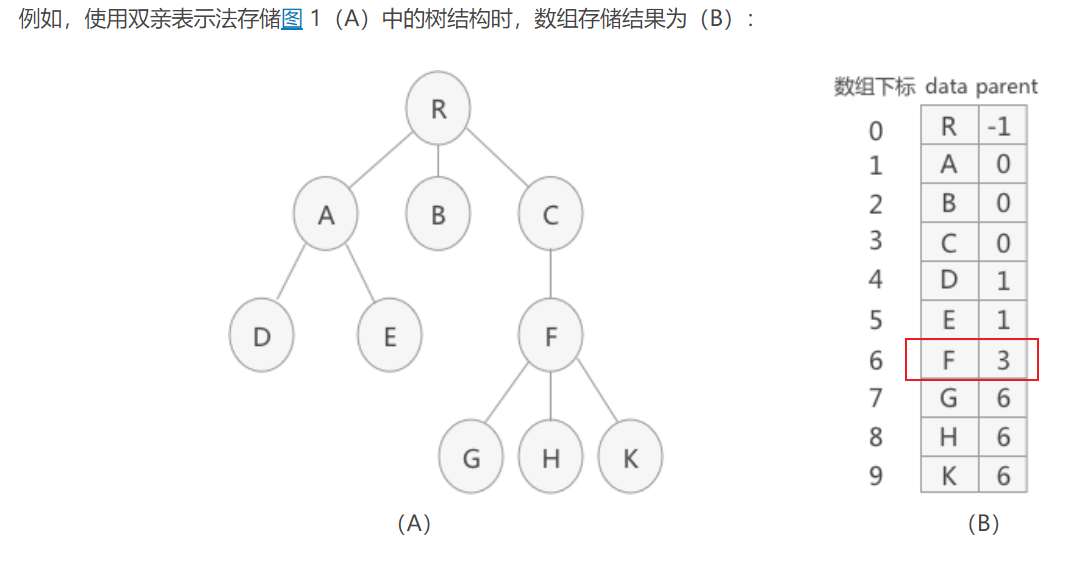 例如，使用双亲表示法存储图 1（A）中的树结构时，数组存储结果为（B）：
R
A B C
D E F
G H K
（A）
数组下标 data parent
0 R -1
1 A 0
2 B 0
3 C 0
4 D 1
5 E 1
6 F 3
7 G 6
8 H 6
9 K 6
（B）